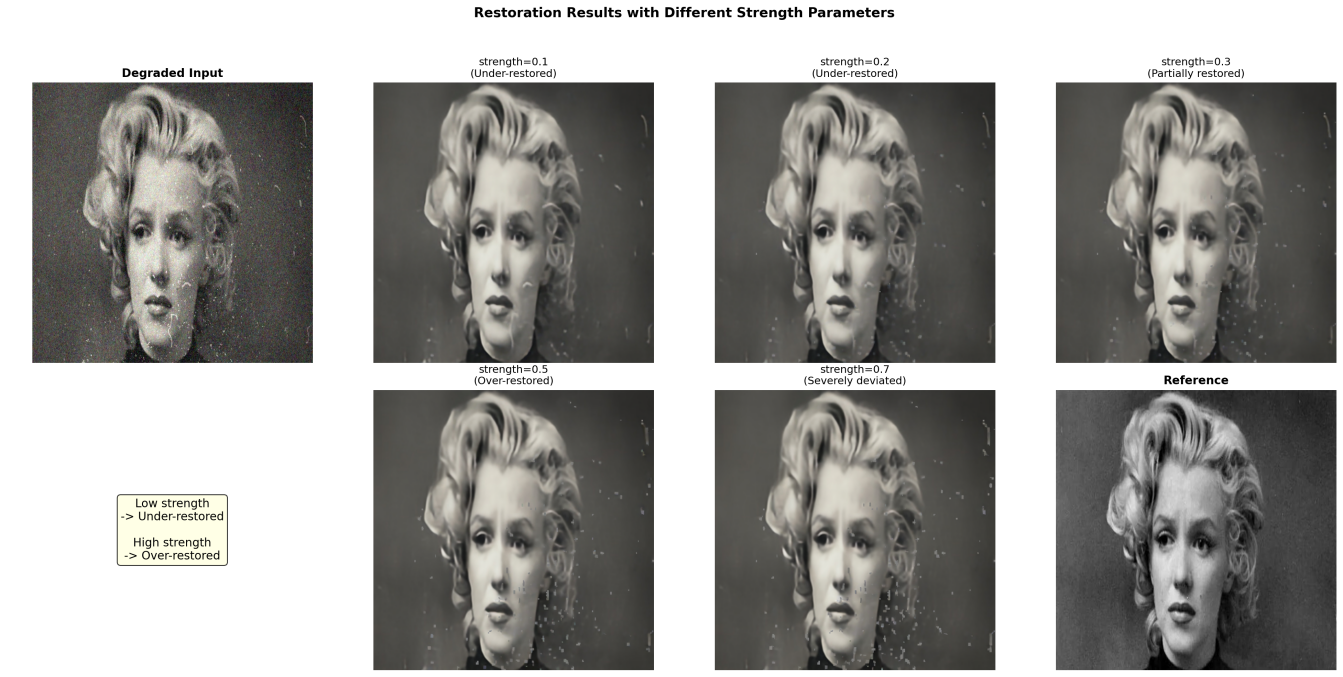 Restoration Results with Different Strength Parameters
Degraded Input
strength=0.1
(Under-restored)
strength=0.2
(Under-restored)
strength=0.3
(Partially restored)
strength=0.5
(Over-restored)
strength=0.7
(Severely deviated)
Reference
Low strength
-> Under-restored
High strength
-> Over-restored